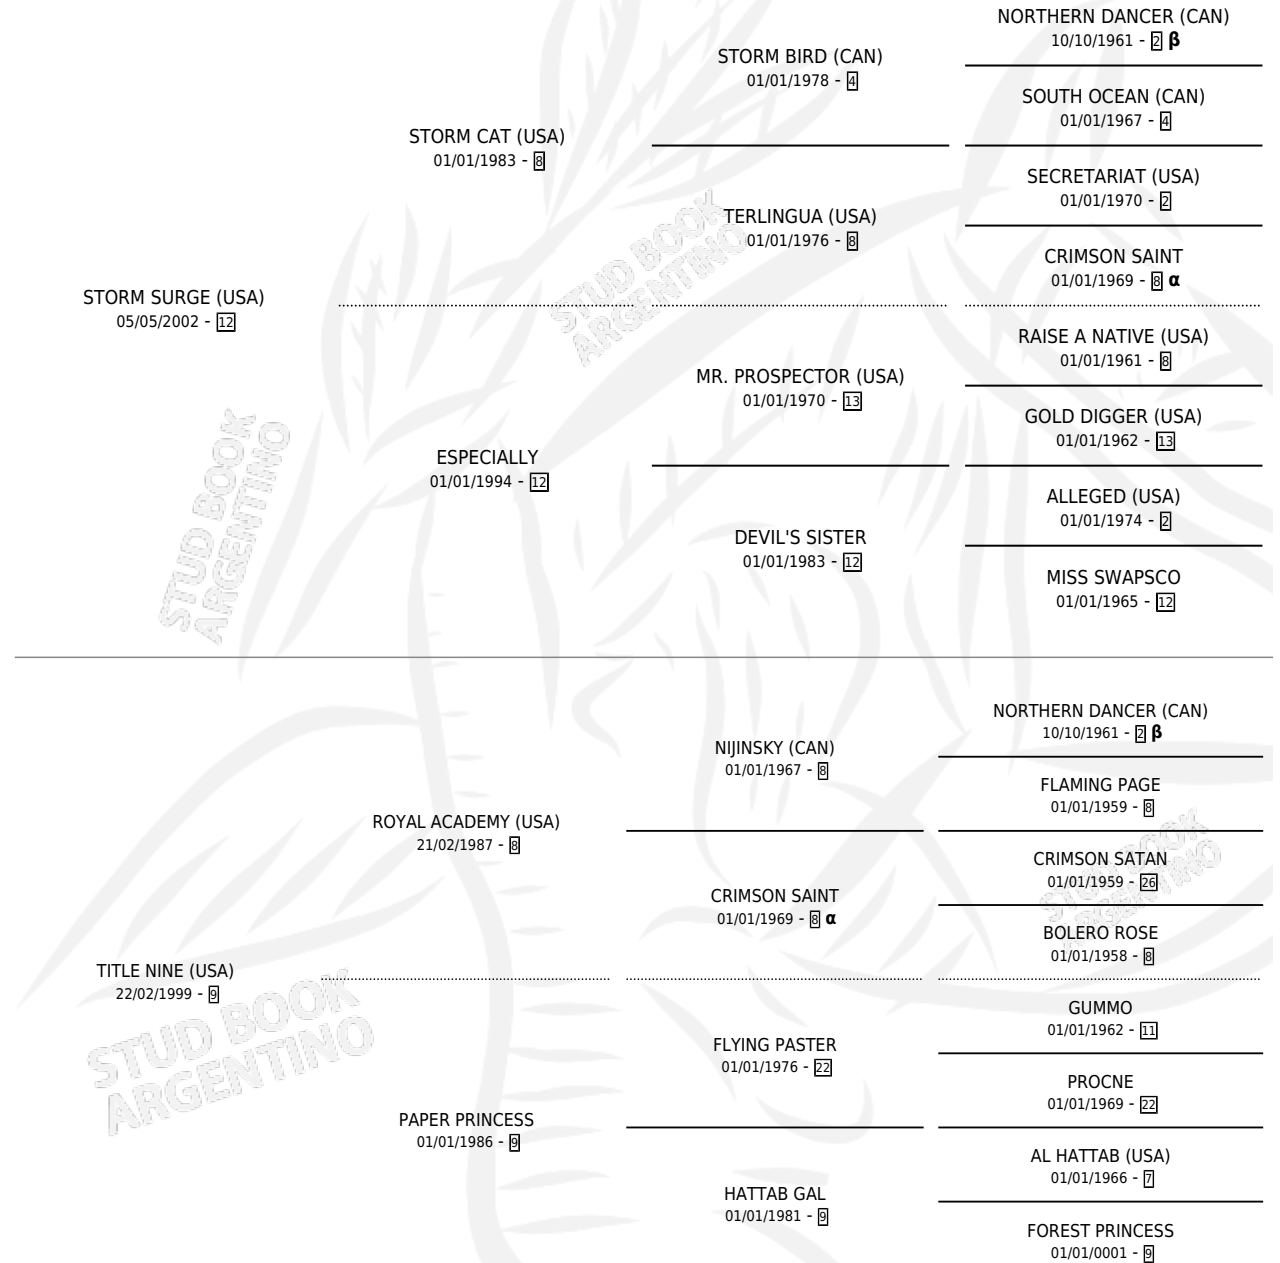 STORM SURGE (USA)
05/05/2002 - 12
STORM CAT (USA)
01/01/1983 - 8
STORM BIRD (CAN)
01/01/1978 - 4
NORTHERN DANCER (CAN)
10/10/1961 - 2 β
SOUTH OCEAN (CAN)
01/01/1967 - 4
TERLINGUA (USA)
01/01/1976 - 8
SECRETARIAT (USA)
01/01/1970 - 2
CRIMSON SAINT
01/01/1969 - 8 α
ESPECIALLY
01/01/1994 - 12
MR. PROSPECTOR (USA)
01/01/1970 - 13
RAISE A NATIVE (USA)
01/01/1961 - 8
GOLD DIGGER (USA)
01/01/1962 - 13
DEVIL'S SISTER
01/01/1983 - 12
ALLEGED (USA)
01/01/1974 - 2
MISS SWAPSCO
01/01/1965 - 12
TITLE NINE (USA)
22/02/1999 - 9
ROYAL ACADEMY (USA)
21/02/1987 - 8
NIJINSKY (CAN)
01/01/1967 - 8
NORTHERN DANCER (CAN)
10/10/1961 - 2 β
FLAMING PAGE
01/01/1959 - 8
CRIMSON SAINT
01/01/1969 - 8 α
CRIMSON SATAN
01/01/1959 - 26
BOLERO ROSE
01/01/1958 - 8
PAPER PRINCESS
01/01/1986 - 9
FLYING PASTER
01/01/1976 - 22
GUMMO
01/01/1962 - 11
PROCNE
01/01/1969 - 22
HATTAB GAL
01/01/1981 - 9
AL HATTAB (USA)
01/01/1966 - 7
FOREST PRINCESS
01/01/0001 - 9
STUD BOOK
ARGENTINO
STUD BOOK
ARGENTINO
STUD BOOK
ARGENTINO
STUD BOOK
ARGENTINO